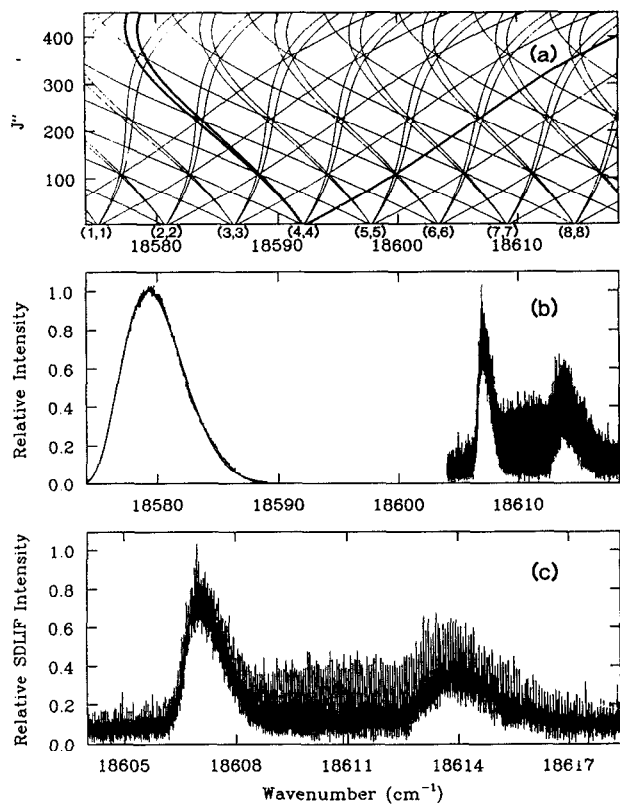 400
300
200
100
J"
(a)
(1,1) (2,2) (3,3) (4,4) (5,5) (6,6) (7,7) (8,8)
18580 18590 18600 18610
1.0
0.8
0.6
0.4
0.2
0.0
Relative Intensity
(b)
18580 18590 18600 18610
1.0
0.8
0.6
0.4
0.2
0.0
Relative SDLIF Intensity
(c)
18605 18608 18611 18614 18617
Wavenumber (cm⁻¹)